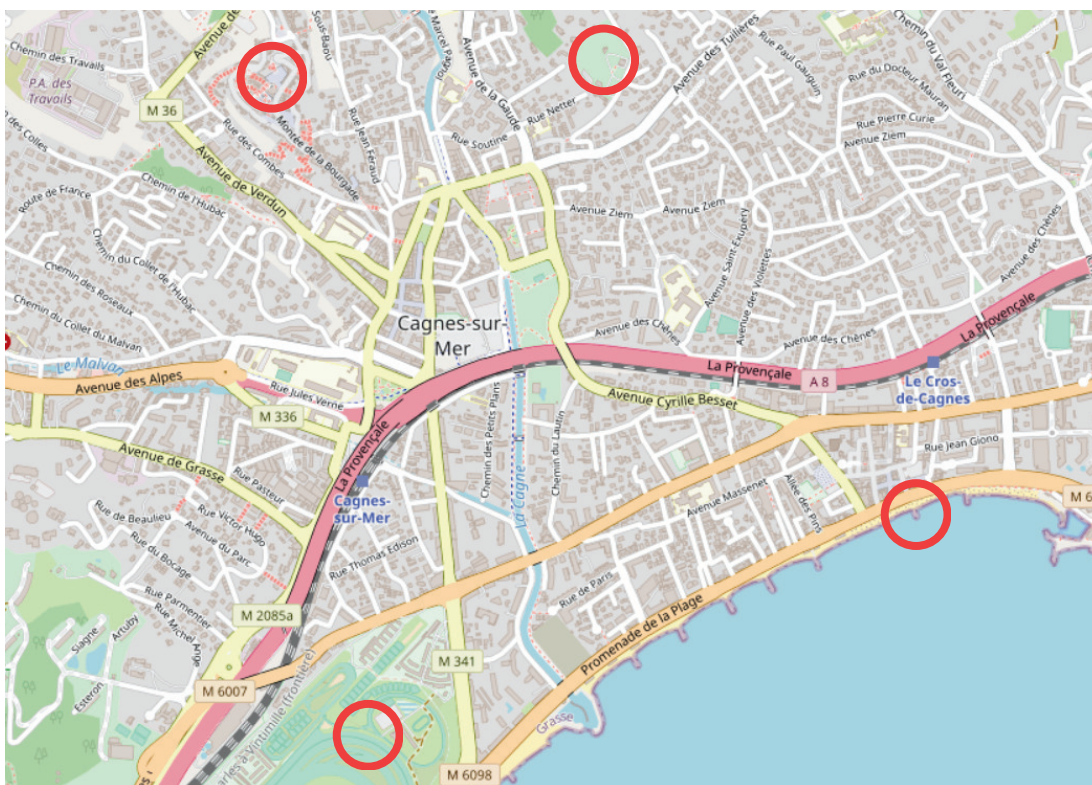 Avenue de
Sous-Baou
Chemin des Travails
P.A. des
Travails
M 36
Avenue de la Gaude
Rue Netter
Avenue des Tuilières
Rue Paul Gauguin
Chemin du Val Fleuri
Rue du Docteur Mauran
Rue Pierre Curie
Avenue Ziem
Rue Soutine
Rue Jean Féraud
Montée de la Bourgade
Rue des Combes
Avenue de Verdun
Chemin de l'Hubac
Route de France
Chemin du Collet de l'Hubac
Chemin des Roseaux
Chemin du Collet du Malvan
Avenue Ziem
Avenue Ziem
Avenue Saint-Exupéry
Avenue des Violettes
Avenue des Chênes
Cagnes-sur-
Mer
Avenue des Chênes
Avenue des Chênes
La Provençale
La Provençale
A 8
Le Cros-
de-Cagnes
Le Malvan
Avenue des Alpes
Rue Jules Verne
M 336
La Provençale
Avenue Cyrille Besset
Rue Jean Giono
Avenue de Grasse
Rue Pasteur
Chemin des Petits Plans
Chemin du Lautin
La Cagne
Cagnes-
sur-Mer
Avenue Massenet
Allée des Pins
M 6
Rue de Beaulieu
Rue Victor Hugo
Avenue du Parc
Rue du Bocage
Rue Thomas Edison
Rue de Paris
Rue Parmentier
Rue Michel Ange
M 2085a
Promenade de la Plage
Siagne
Artuby
Esteron
M 6007
M 341
(frontière)
à Vintimille
Grasse
M 6098